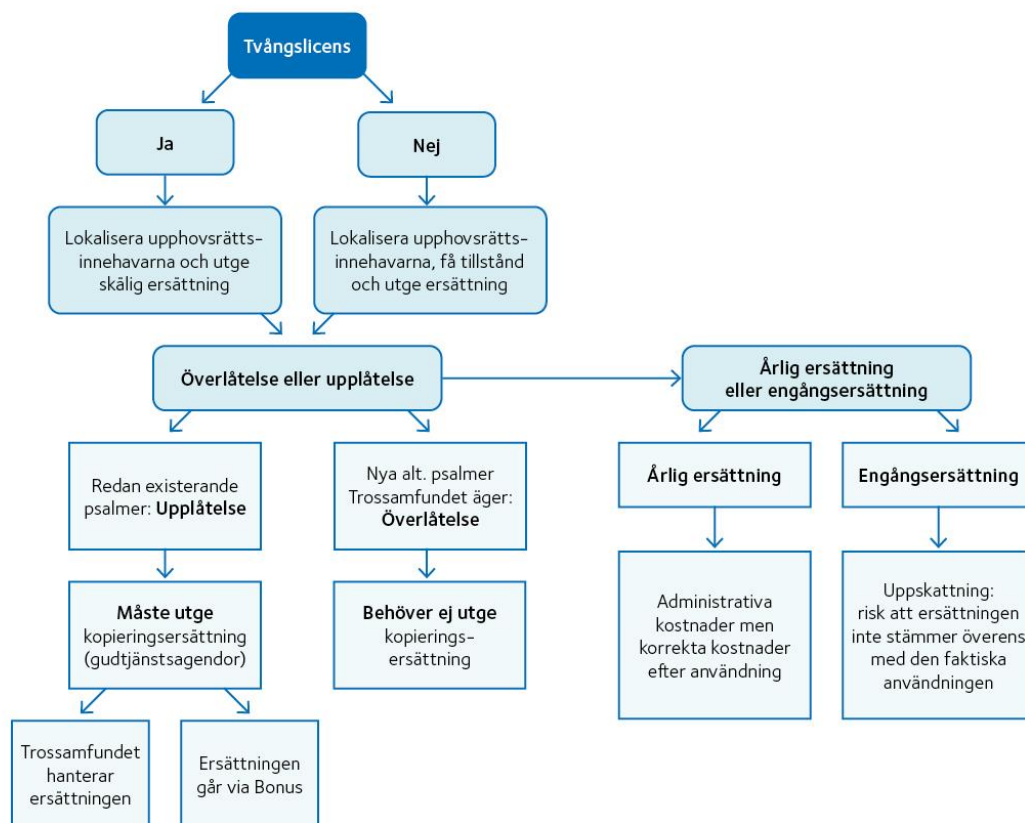 Tvångslicens
Ja
Nej
Lokalisera upphovsrätts-
innehavarna och utge
skälig ersättning
Lokalisera upphovsrätts-
innehavarna, få tillstånd
och utge ersättning
Överlåtelse eller upplåtelse
Årlig ersättning
eller engångsersättning
Redan existerande
psalmer: Upplåtelse
Nya alt. psalmer
Trossamfundet äger:
Överlåtelse
Årlig ersättning
Engångsersättning
Måste utge
kopieringsersättning
(gudtjänstsagendor)
Behöver ej utge
kopierings-
ersättning
Administrativa
kostnader men
korrekta kostnader
efter användning
Uppskattning:
risk att ersättningen
inte stämmer överens
med den faktiska
användningen
Trossamfundet
hanterar
ersättningen
Ersättningen
går via Bonus